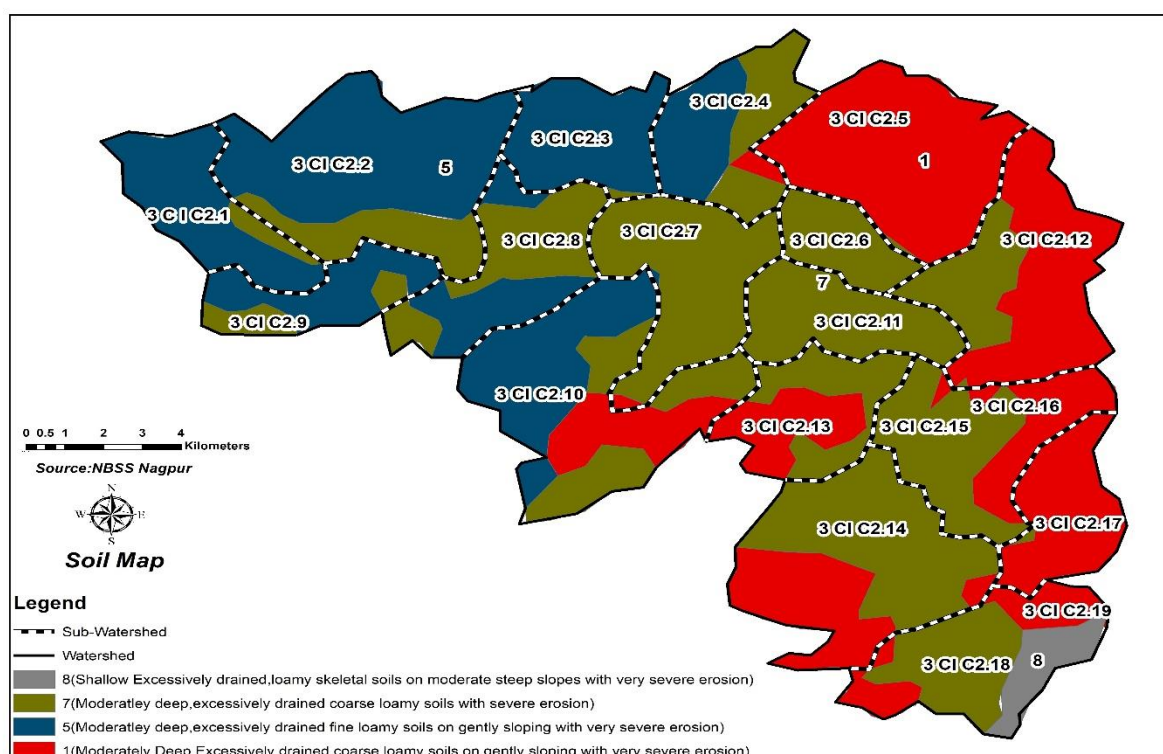 3 CI C2.4
3 CI C2.5
3 CI C2.3
3 CI C2.2
5
1
3 C I C2.1
3 CI C2.8
3 CI C2.7
3 CI C2.6
3 CI C2.12
7
3 CI C2.9
3 CI C2.11
3 CI C2.10
3 CI C2.16
3 CI C2.13
3 CI C2.15
0 0.5 1 2 3 4
Kilometers
Source:NBSS Nagpur
N
W E
S
3 CI C2.14
3 CI C2.17
Soil Map
3 CI C2.19
3 CI C2.18
8
Legend
Sub-Watershed
Watershed
8(Shallow Excessively drained,loamy skeletal soils on moderate steep slopes with very severe erosion)
7(Moderatley deep,excessively drained coarse loamy soils with severe erosion)
5(Moderatley deep,excessively drained fine loamy soils on gently sloping with very severe erosion)
1(Moderately Deep Excessively drained coarse loamy soils on gently sloping with very severe erosion)